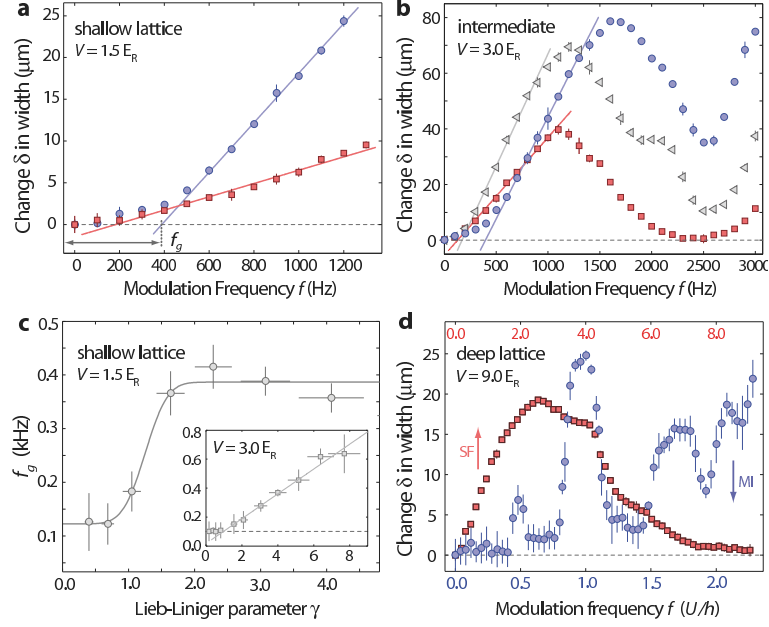 a
shallow lattice
V = 1.5 E_R
Change δ in width (μm)
25
20
15
10
5
0
f_g
0
200
400
600
800
1000
1200
Modulation Frequency f (Hz)
b
intermediate
V = 3.0 E_R
Change δ in width (μm)
80
60
40
20
0
0
500
1000
1500
2000
2500
3000
Modulation Frequency f (Hz)
c
shallow lattice
V = 1.5 E_R
f_g (kHz)
0.5
0.4
0.3
0.2
0.1
0.0
1.0
2.0
3.0
4.0
Lieb-Liniger parameter γ
V = 3.0 E_R
0.8
0.6
0.4
0.2
0.0
0
2
4
6
8
d
0.0
2.0
4.0
6.0
8.0
deep lattice
V = 9.0 E_R
Change δ in width (μm)
25
20
15
10
5
0
SF
MI
0.0
0.5
1.0
1.5
2.0
Modulation frequency f (U/h)